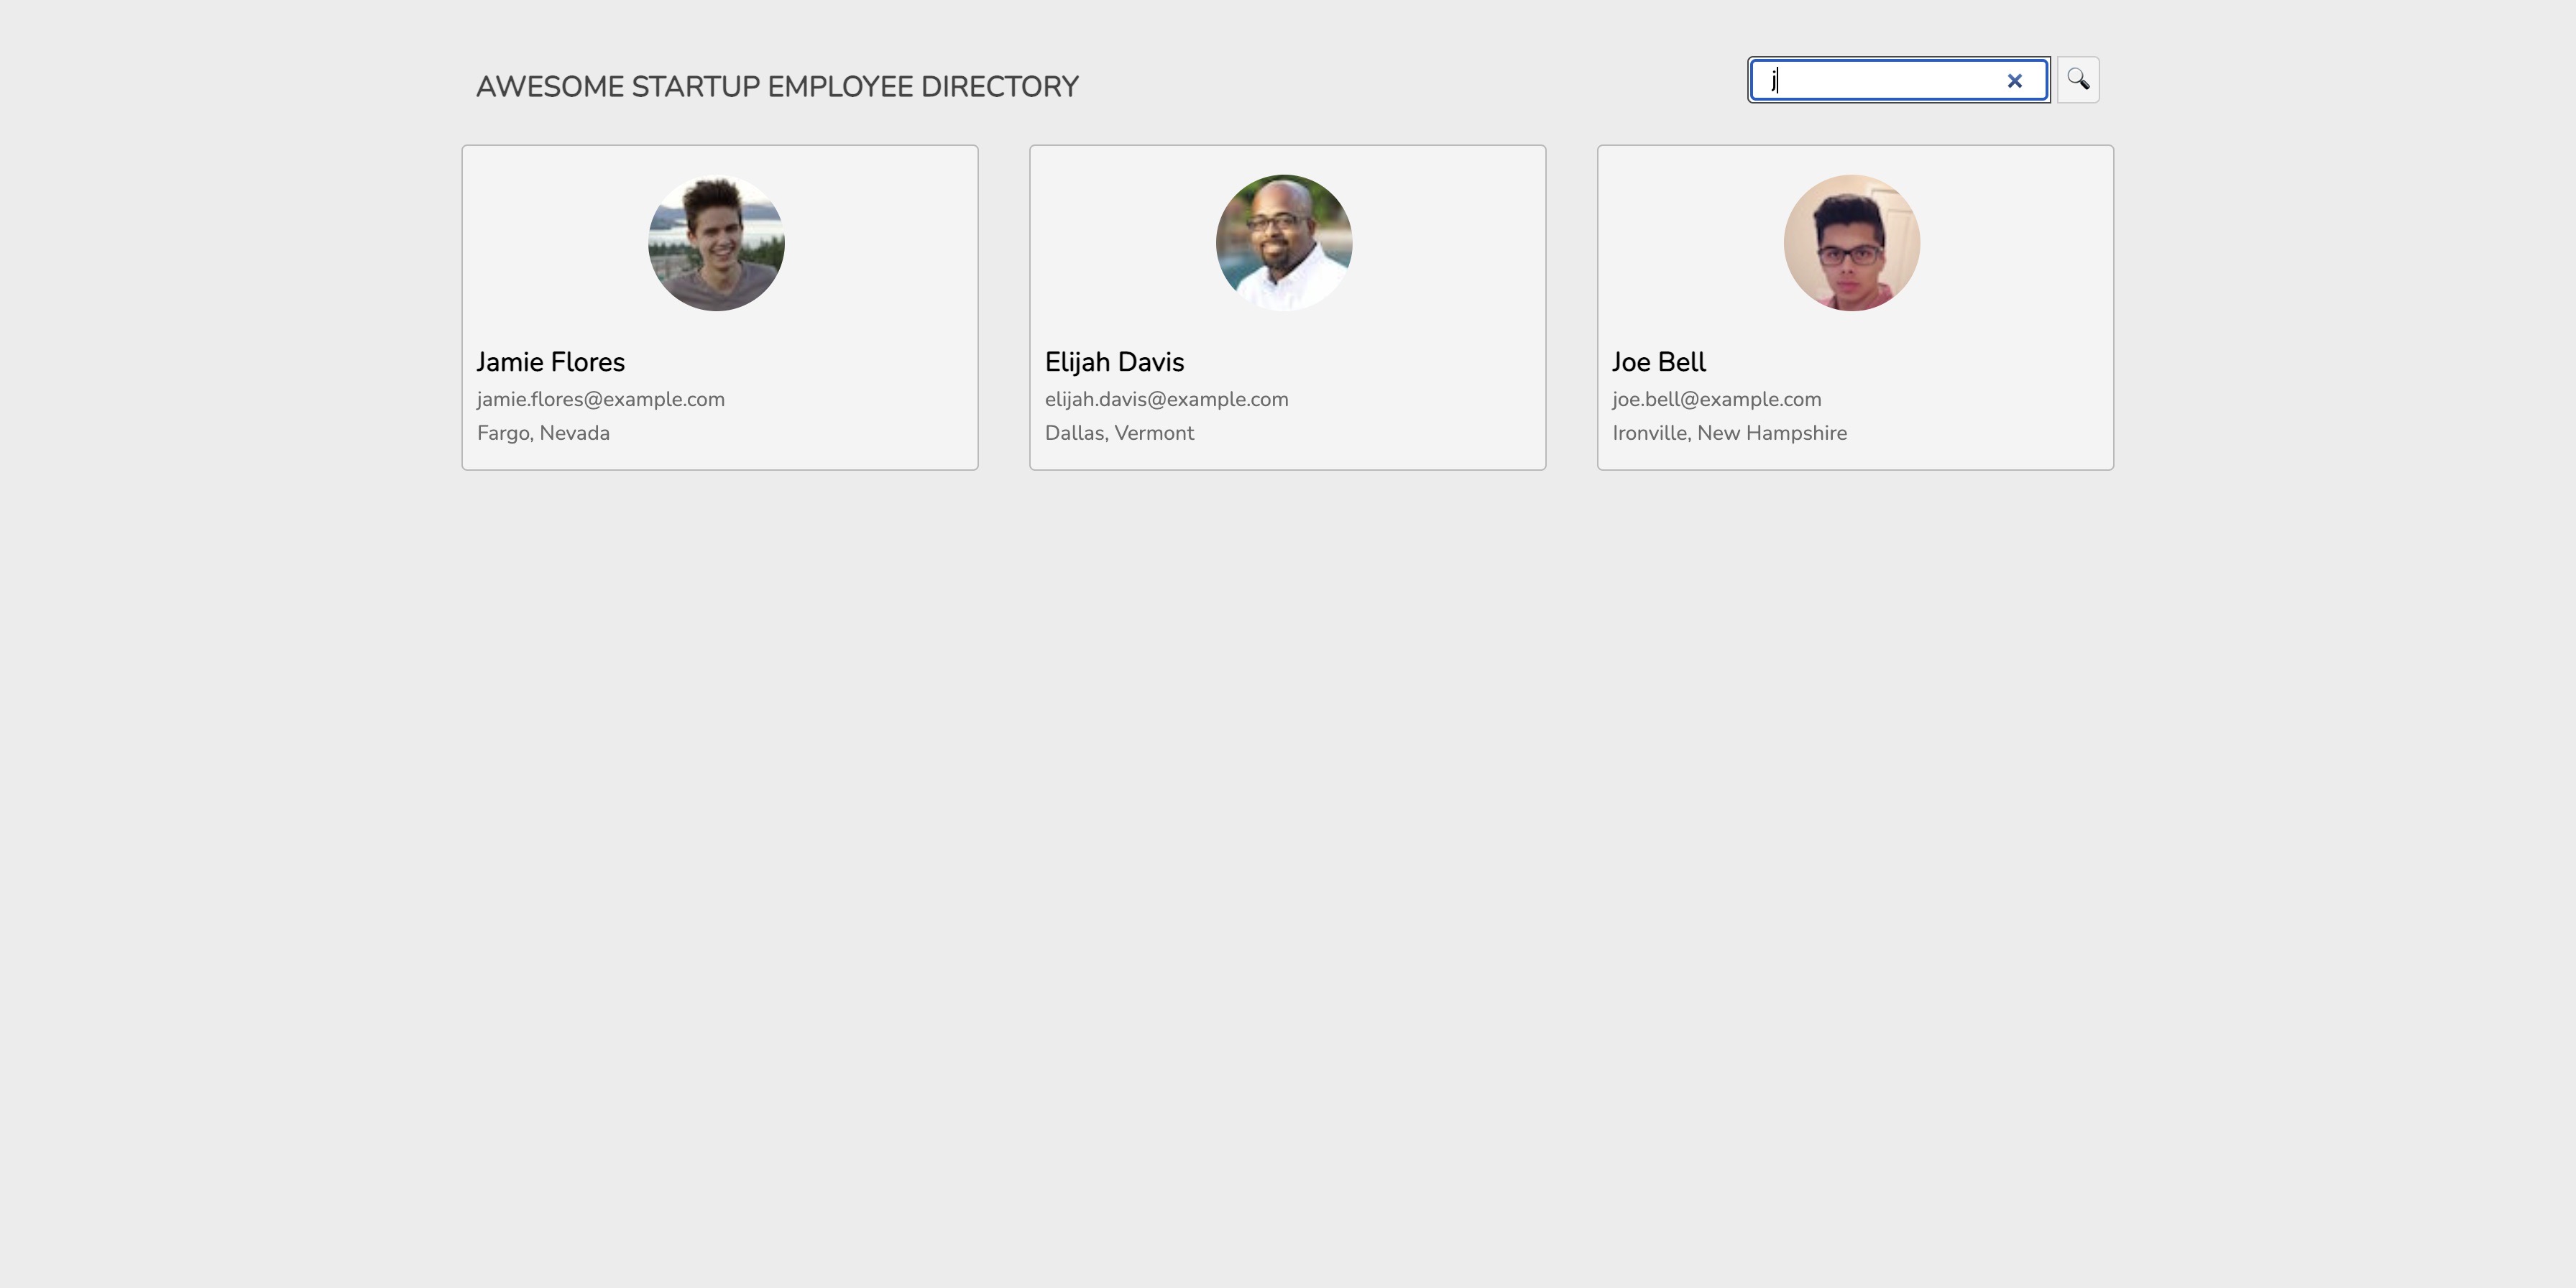 AWESOME STARTUP EMPLOYEE DIRECTORY
j
Jamie Flores
jamie.flores@example.com
Fargo, Nevada
Elijah Davis
elijah.davis@example.com
Dallas, Vermont
Joe Bell
joe.bell@example.com
Ironville, New Hampshire